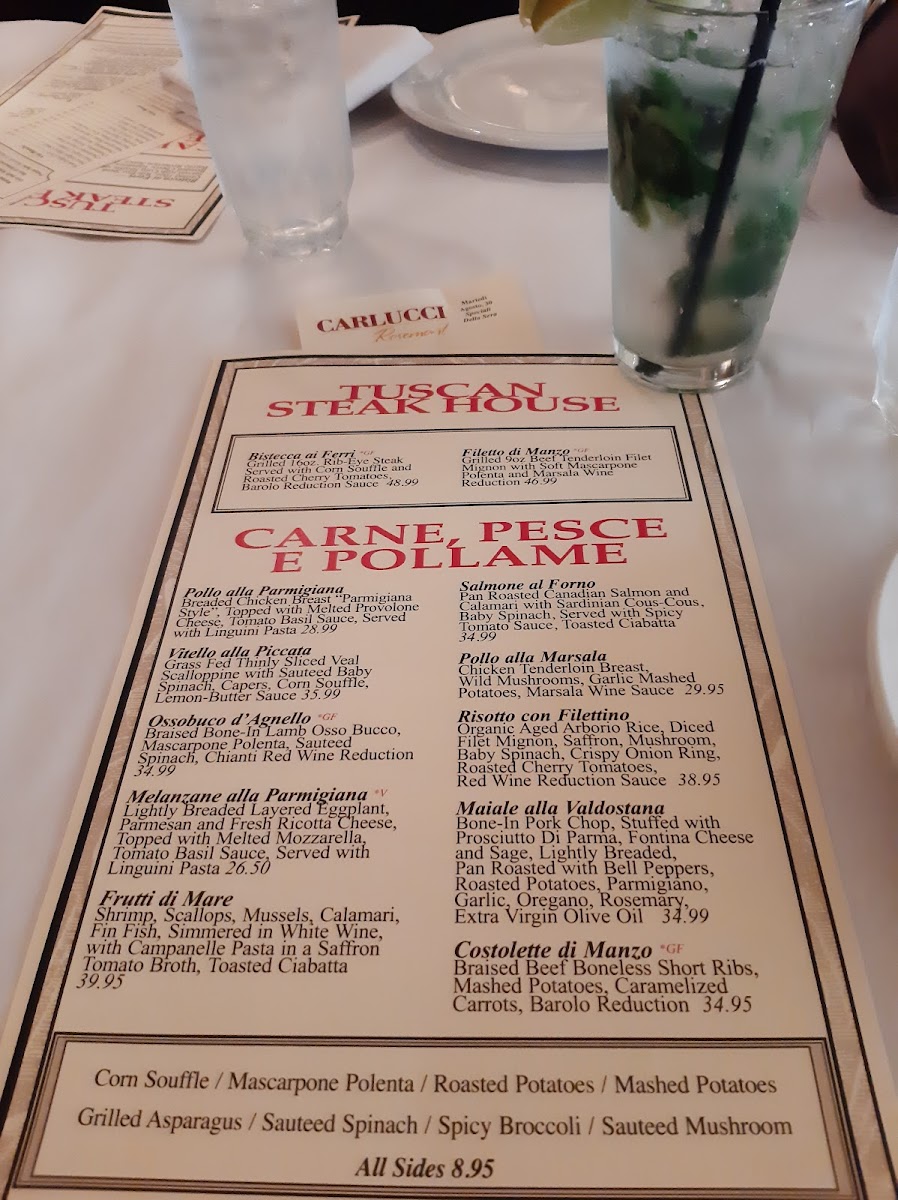 TUSC
STEAK
CARLUCCI
Rosemont
Martedi
Agosto, 30
Speciali
Della Sera
TUSCAN
STEAK HOUSE
Bistecca ai Ferri *GF
Grilled 16oz. Rib-Eye Steak
Served with Corn Souffle and
Roasted Cherry Tomatoes,
Barolo Reduction Sauce 48.99
Filetto di Manzo *GF
Grilled 9oz Beef Tenderloin Filet
Mignon with Soft Mascarpone
Polenta and Marsala Wine
Reduction 46.99
CARNE, PESCE
E POLLAME
Pollo alla Parmigiana
Breaded Chicken Breast "Parmigiana
Style", Topped with Melted Provolone
Cheese, Tomato Basil Sauce, Served
with Linguini Pasta 28.99
Vitello alla Piccata
Grass Fed Thinly Sliced Veal
Scalloppine with Sauteed Baby
Spinach, Capers, Corn Souffle,
Lemon-Butter Sauce 35.99
Ossobuco d'Agnello *GF
Braised Bone-In Lamb Osso Bucco,
Mascarpone Polenta, Sauteed
Spinach, Chianti Red Wine Reduction
34.99
Melanzane alla Parmigiana *V
Lightly Breaded Layered Eggplant,
Parmesan and Fresh Ricotta Cheese,
Topped with Melted Mozzarella,
Tomato Basil Sauce, Served with
Linguini Pasta 26.50
Frutti di Mare
Shrimp, Scallops, Mussels, Calamari,
Fin Fish, Simmered in White Wine,
with Campanelle Pasta in a Saffron
Tomato Broth, Toasted Ciabatta
39.95
Salmone al Forno
Pan Roasted Canadian Salmon and
Calamari with Sardinian Cous-Cous,
Baby Spinach, Served with Spicy
Tomato Sauce, Toasted Ciabatta
34.99
Pollo alla Marsala
Chicken Tenderloin Breast,
Wild Mushrooms, Garlic Mashed
Potatoes, Marsala Wine Sauce 29.95
Risotto con Filettino
Organic Aged Arborio Rice, Diced
Filet Mignon, Saffron, Mushroom,
Baby Spinach, Crispy Onion Ring,
Roasted Cherry Tomatoes,
Red Wine Reduction Sauce 38.95
Maiale alla Valdostana
Bone-In Pork Chop, Stuffed with
Prosciutto Di Parma, Fontina Cheese
and Sage, Lightly Breaded,
Pan Roasted with Bell Peppers,
Roasted Potatoes, Parmigiano,
Garlic, Oregano, Rosemary,
Extra Virgin Olive Oil 34.99
Costolette di Manzo *GF
Braised Beef Boneless Short Ribs,
Mashed Potatoes, Caramelized
Carrots, Barolo Reduction 34.95
Corn Souffle / Mascarpone Polenta / Roasted Potatoes / Mashed Potatoes
Grilled Asparagus / Sauteed Spinach / Spicy Broccoli / Sauteed Mushroom
All Sides 8.95